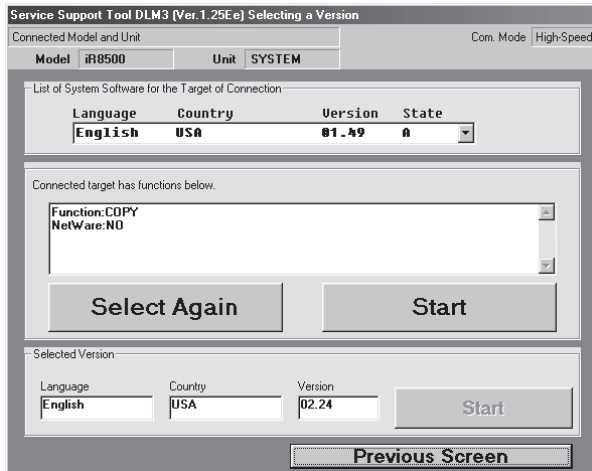 Service Support Tool DLM3 (Ver.1.25Ee) Selecting a Version
Connected Model and Unit
Com. Mode High-Speed
Model iR8500 Unit SYSTEM
List of System Software for the Target of Connection
Language Country Version State
English USA 01.49 A
Connected target has functions below.
Function:COPY
NetWare:NO
Select Again Start
Selected Version
Language Country Version
English USA 02.24 Start
Previous Screen